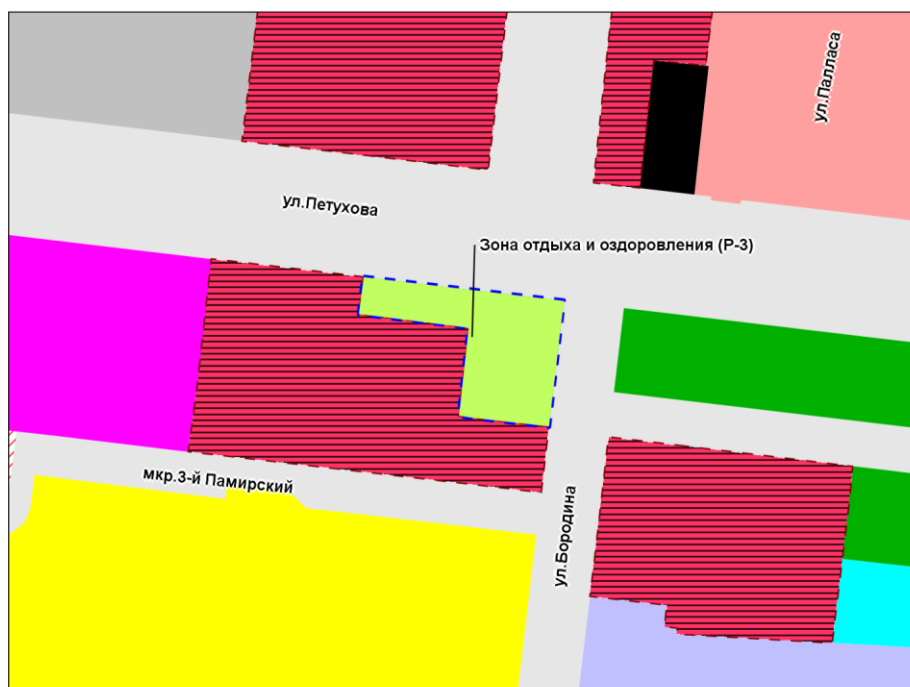 ул.Палласа
ул.Петухова
Зона отдыха и оздоровления (Р-3)
мкр.3-й Памирский
ул.Бородина